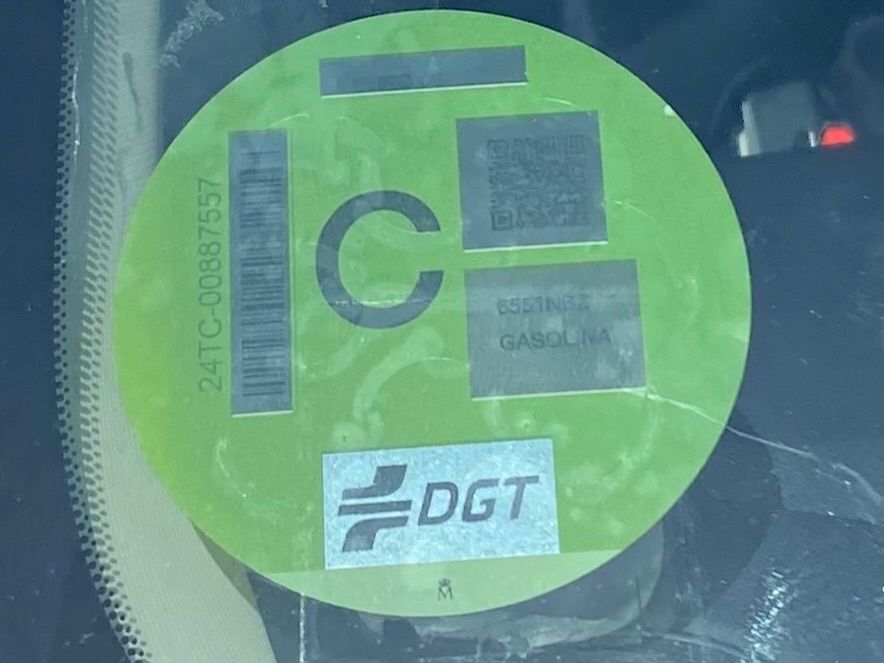 24TC-00887557
C
GASOLINA
DGT
M